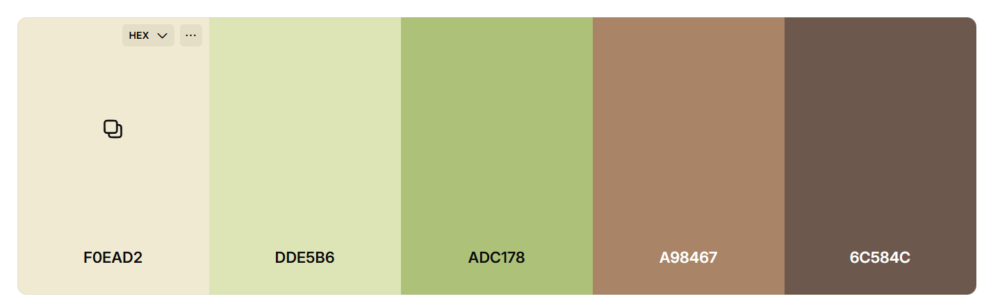 HEX
F0EAD2
DDE5B6
ADC178
A98467
6C584C